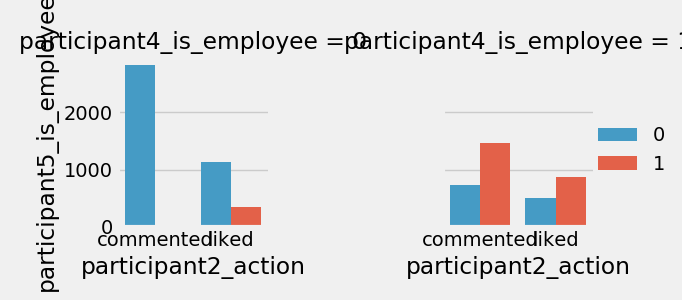 participant4_is_employee = 0
participant4_is_employee = 1
participant5_is_employee
2000
1000
0
commented
liked
commented
liked
participant2_action
participant2_action
0
1